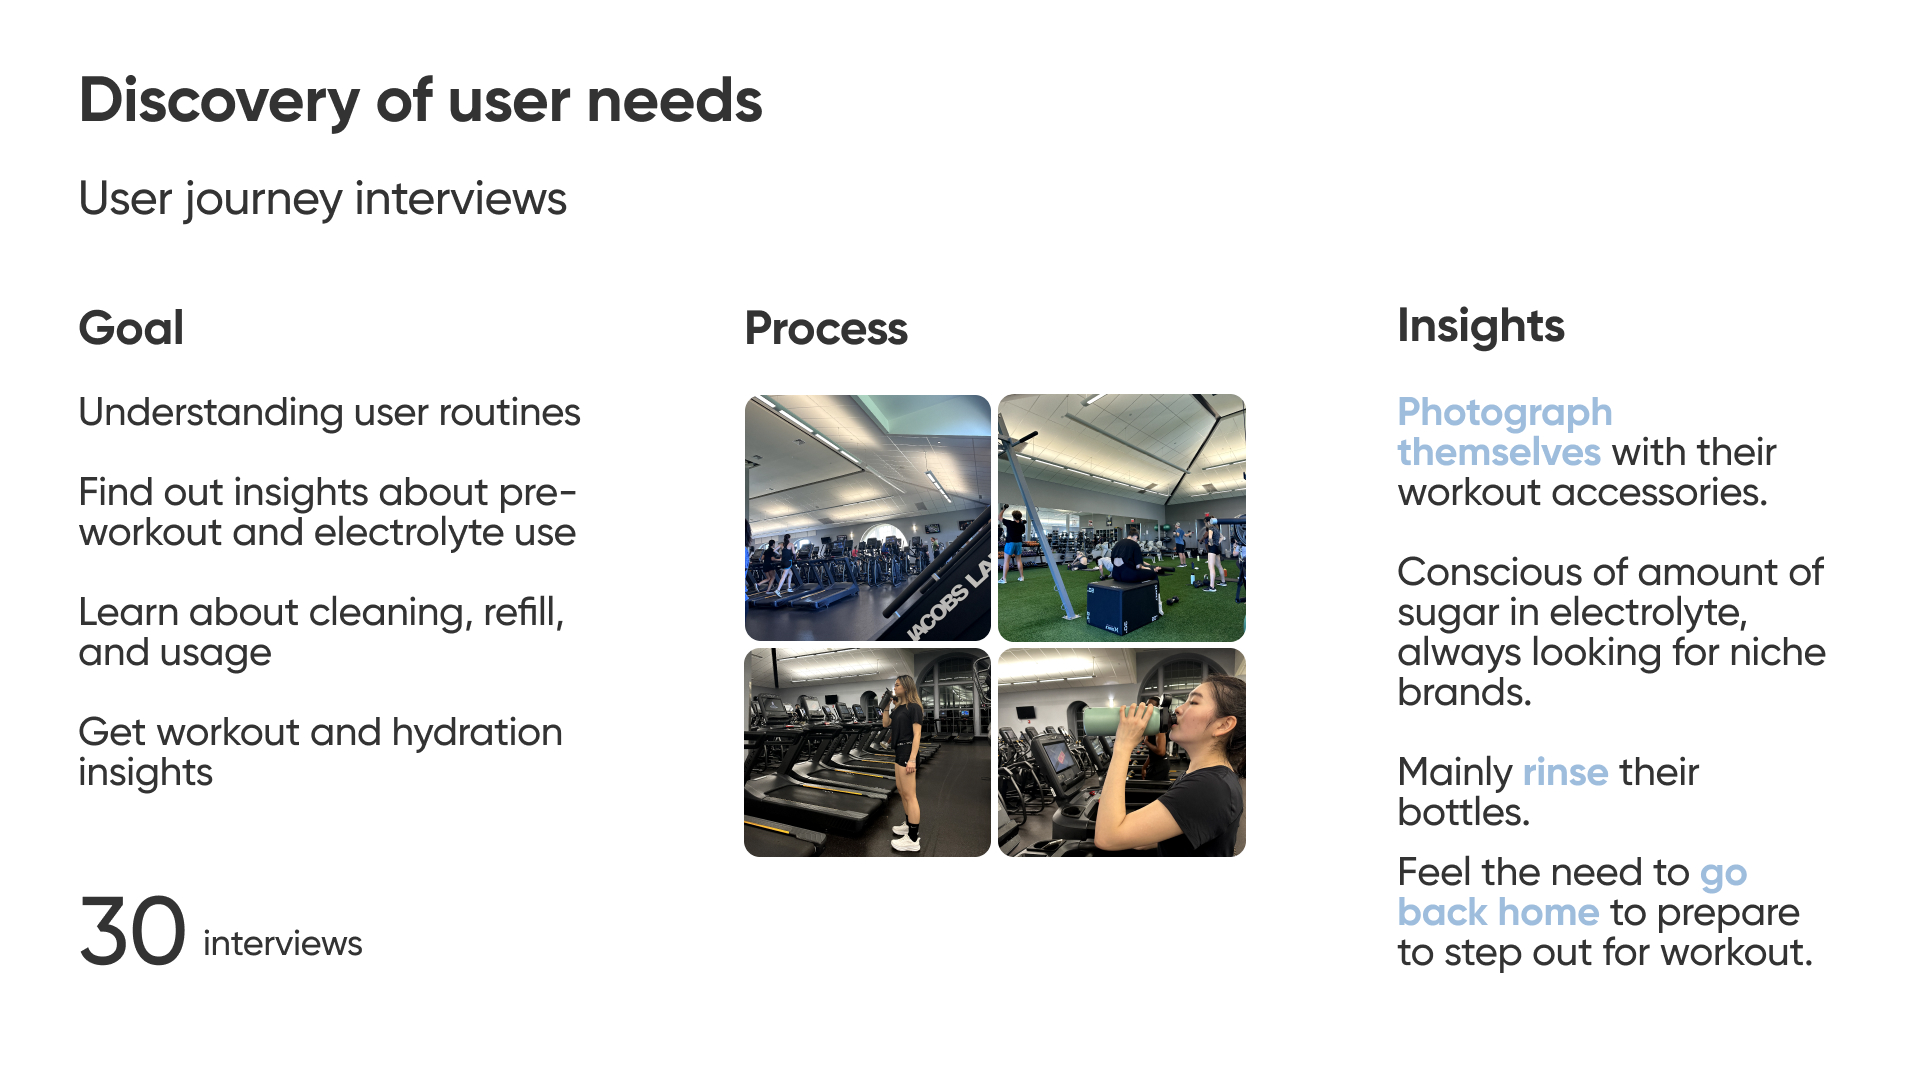 Discovery of user needs
User journey interviews
Goal
Understanding user routines
Find out insights about pre-
workout and electrolyte use
Learn about cleaning, refill,
and usage
Get workout and hydration
insights
30 interviews
Process
JACOBS LA
Insights
Photograph
themselves with their
workout accessories.
Conscious of amount of
sugar in electrolyte,
always looking for niche
brands.
Mainly rinse their
bottles.
Feel the need to go
back home to prepare
to step out for workout.